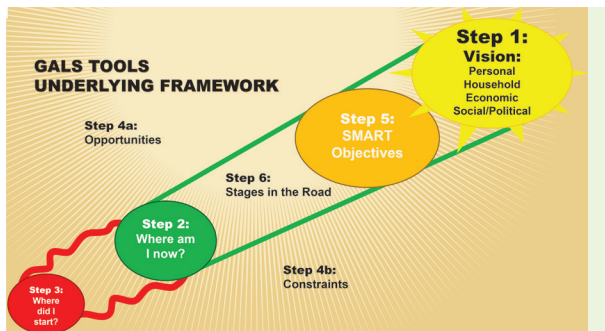 GALS TOOLS
UNDERLYING FRAMEWORK
Step 1:
Vision:
Personal
Household
Economic
Social/Political
Step 4a:
Opportunities
Step 5:
SMART
Objectives
Step 6:
Stages in the Road
Step 2:
Where am
I now?
Step 4b:
Constraints
Step 3:
Where
did I
start?